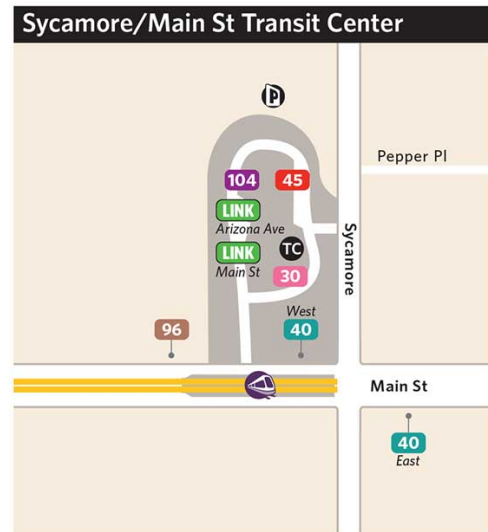 Sycamore/Main St Transit Center
P
Pepper Pl
104 45
LINK
Arizona Ave
LINK
Main St
TC
30
Sycamore
West
96 40
Main St
40
East